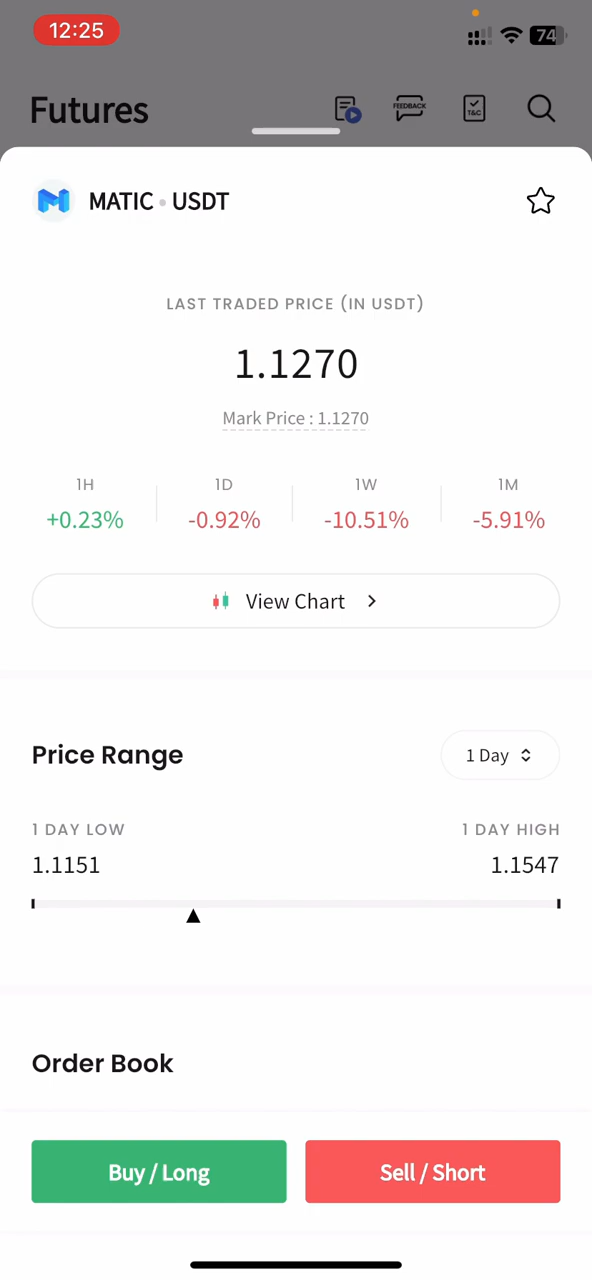 12:25
74
Futures
FEEDBACK
T&C
MATIC • USDT
LAST TRADED PRICE (IN USDT)
1.1270
Mark Price : 1.1270
1H 1D 1W 1M
+0.23% -0.92% -10.51% -5.91%
View Chart
Price Range
1 Day
1 DAY LOW 1 DAY HIGH
1.1151 1.1547
Order Book
Buy / Long Sell / Short